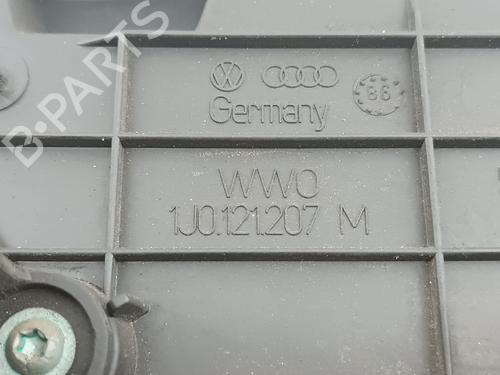 B-PARTS
Germany
86
WWO
1J0.121.207 M